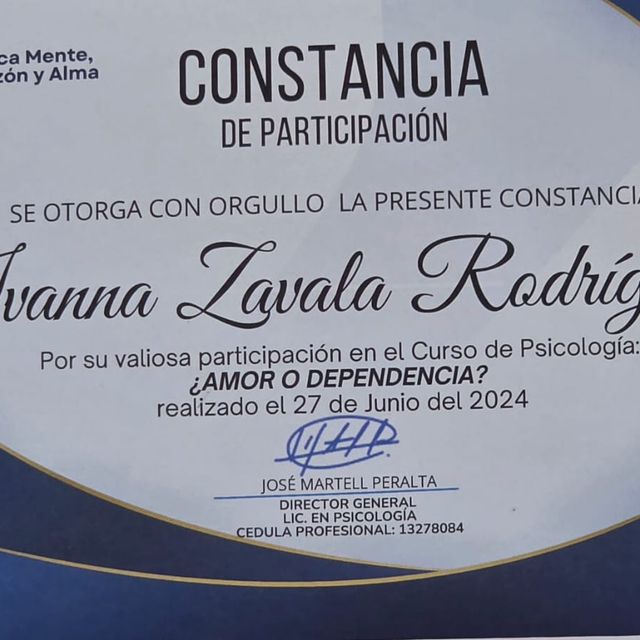 ca Mente,
zón y Alma
CONSTANCIA
DE PARTICIPACIÓN
SE OTORGA CON ORGULLO LA PRESENTE CONSTANCIA
Ivanna Zavala Rodríg
Por su valiosa participación en el Curso de Psicología:
¿AMOR O DEPENDENCIA?
realizado el 27 de Junio del 2024
JOSÉ MARTELL PERALTA
DIRECTOR GENERAL
LIC. EN PSICOLOGÍA
CEDULA PROFESIONAL: 13278084